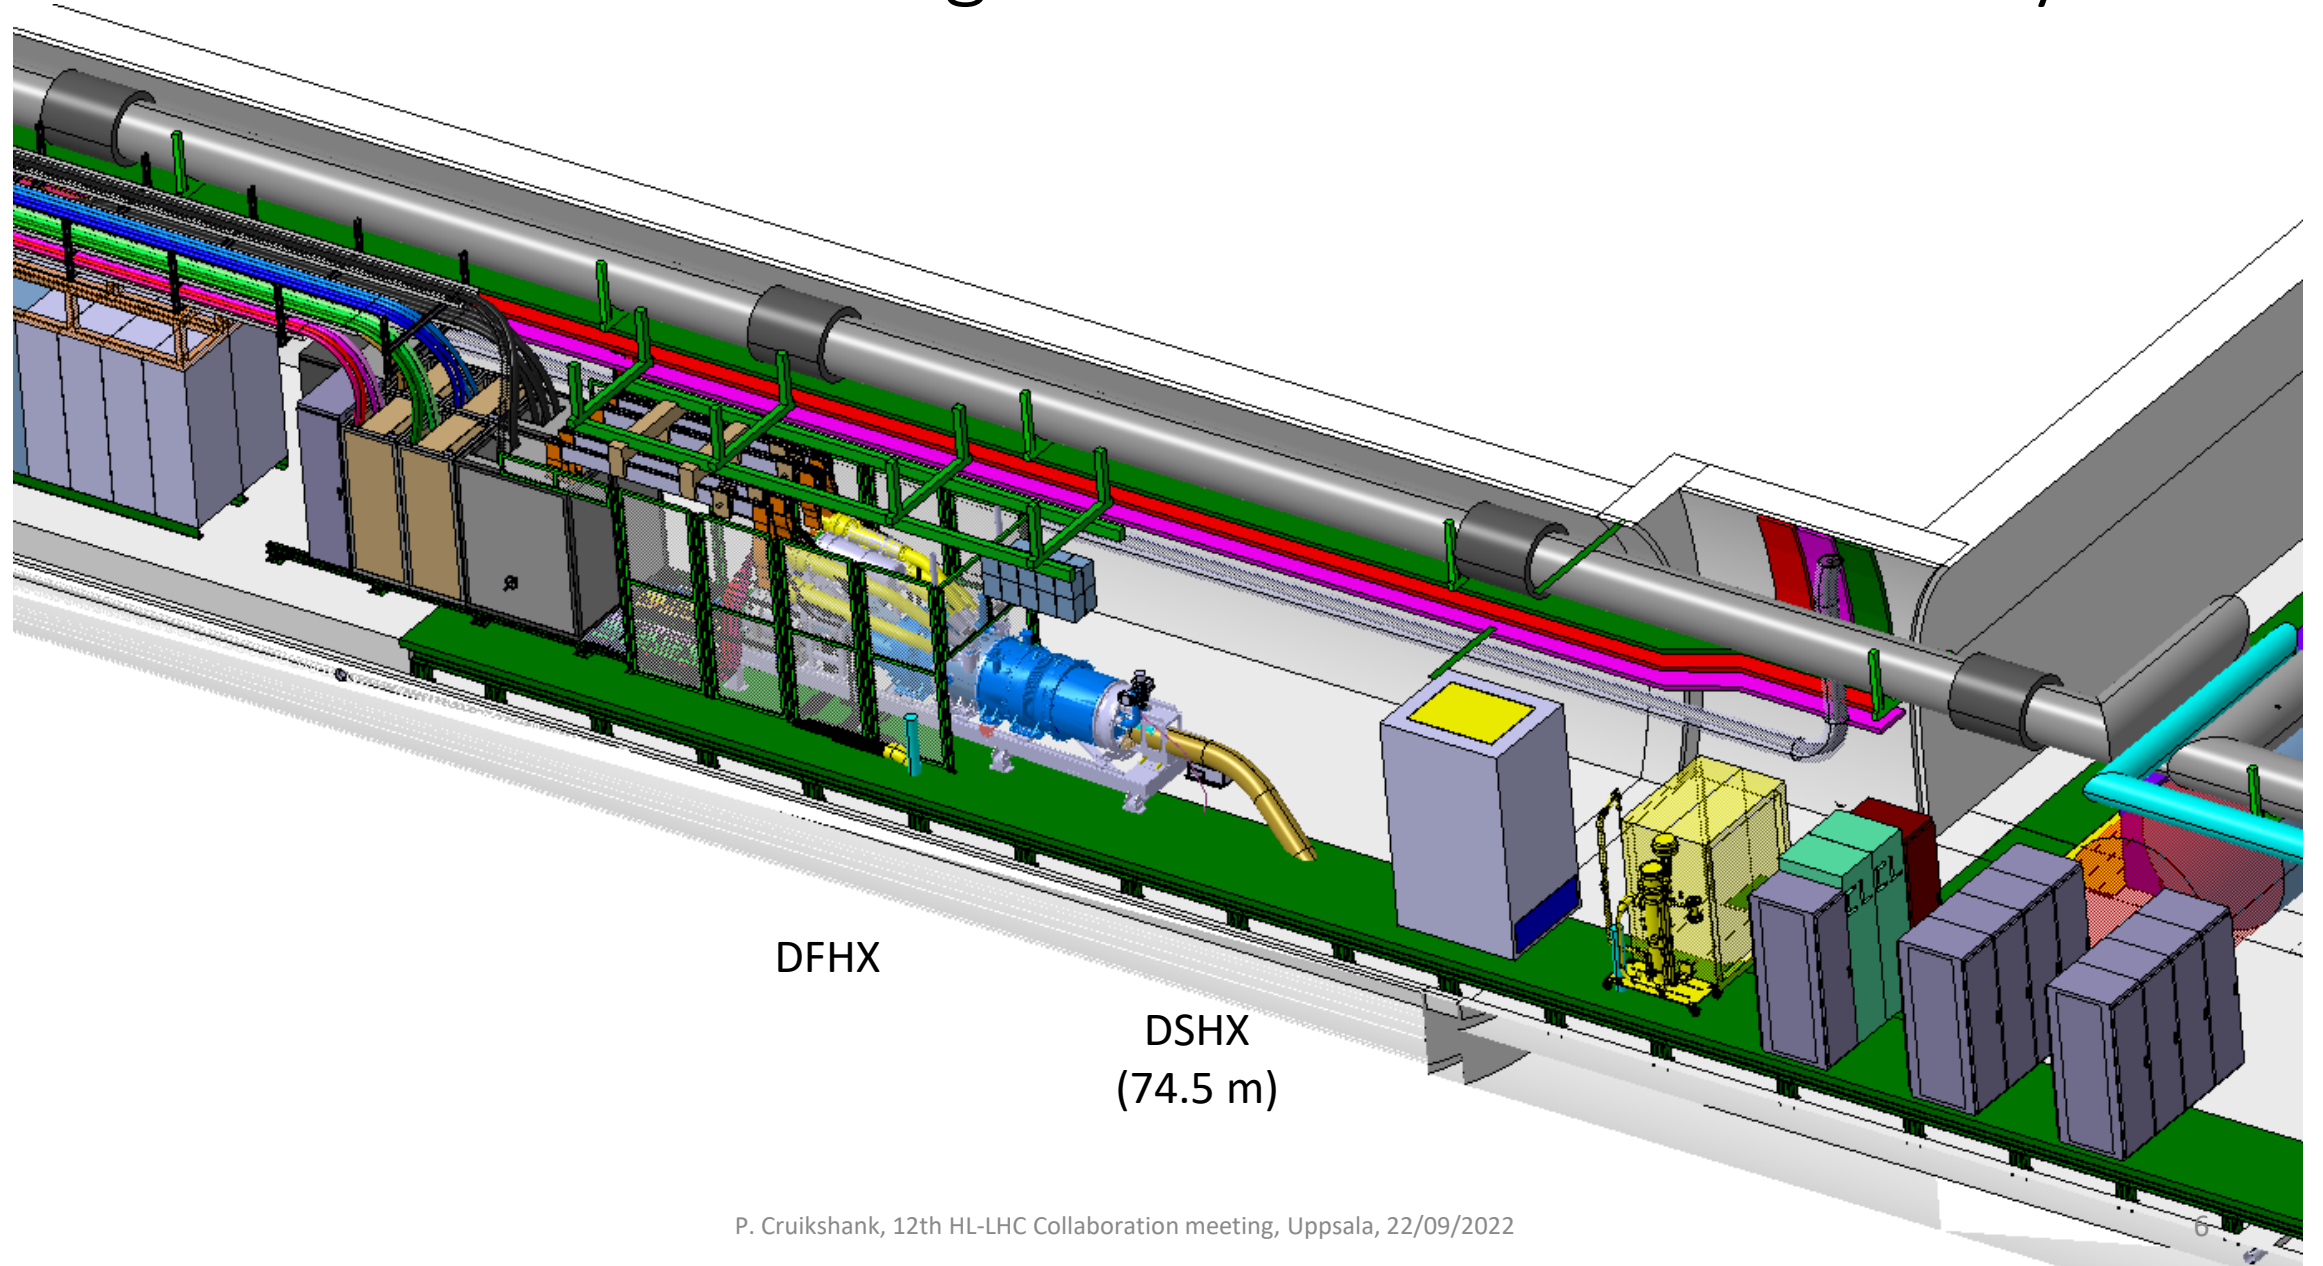 DFHX
DSHX
(74.5 m)
P. Cruikshank, 12th HL-LHC Collaboration meeting, Uppsala, 22/09/2022
6